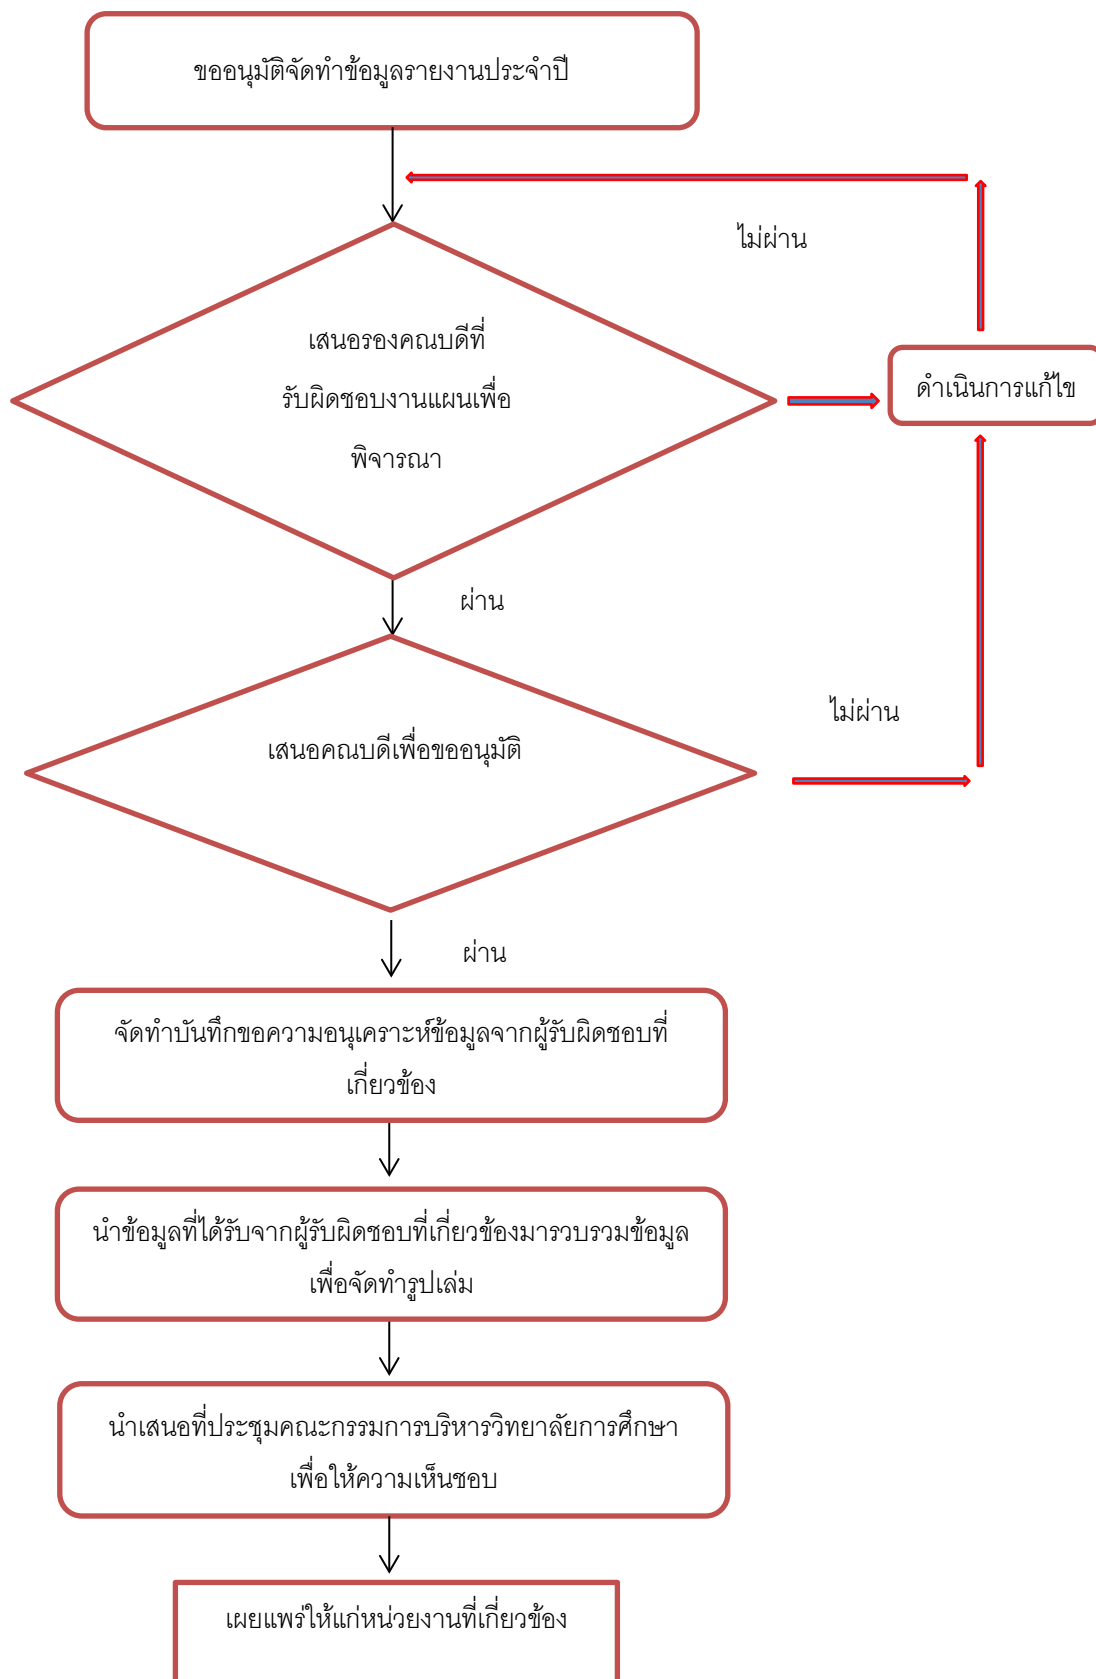 ขออนุมัติจัดทำข้อมูลรายงานประจำปี
ไม่ผ่าน
เสนอรองคณบดีที่
รับผิดชอบงานแผนเพื่อ
พิจารณา
ดำเนินการแก้ไข
ผ่าน
ไม่ผ่าน
เสนอคณบดีเพื่อขออนุมัติ
ผ่าน
จัดทำบันทึกขอความอนุเคราะห์ข้อมูลจากผู้รับผิดชอบที่
เกี่ยวข้อง
นำข้อมูลที่ได้รับจากผู้รับผิดชอบที่เกี่ยวข้องมารวบรวมข้อมูล
เพื่อจัดทำรูปเล่ม
นำเสนอที่ประชุมคณะกรรมการบริหารวิทยาลัยการศึกษา
เพื่อให้ความเห็นชอบ
เผยแพร่ให้แก่หน่วยงานที่เกี่ยวข้อง